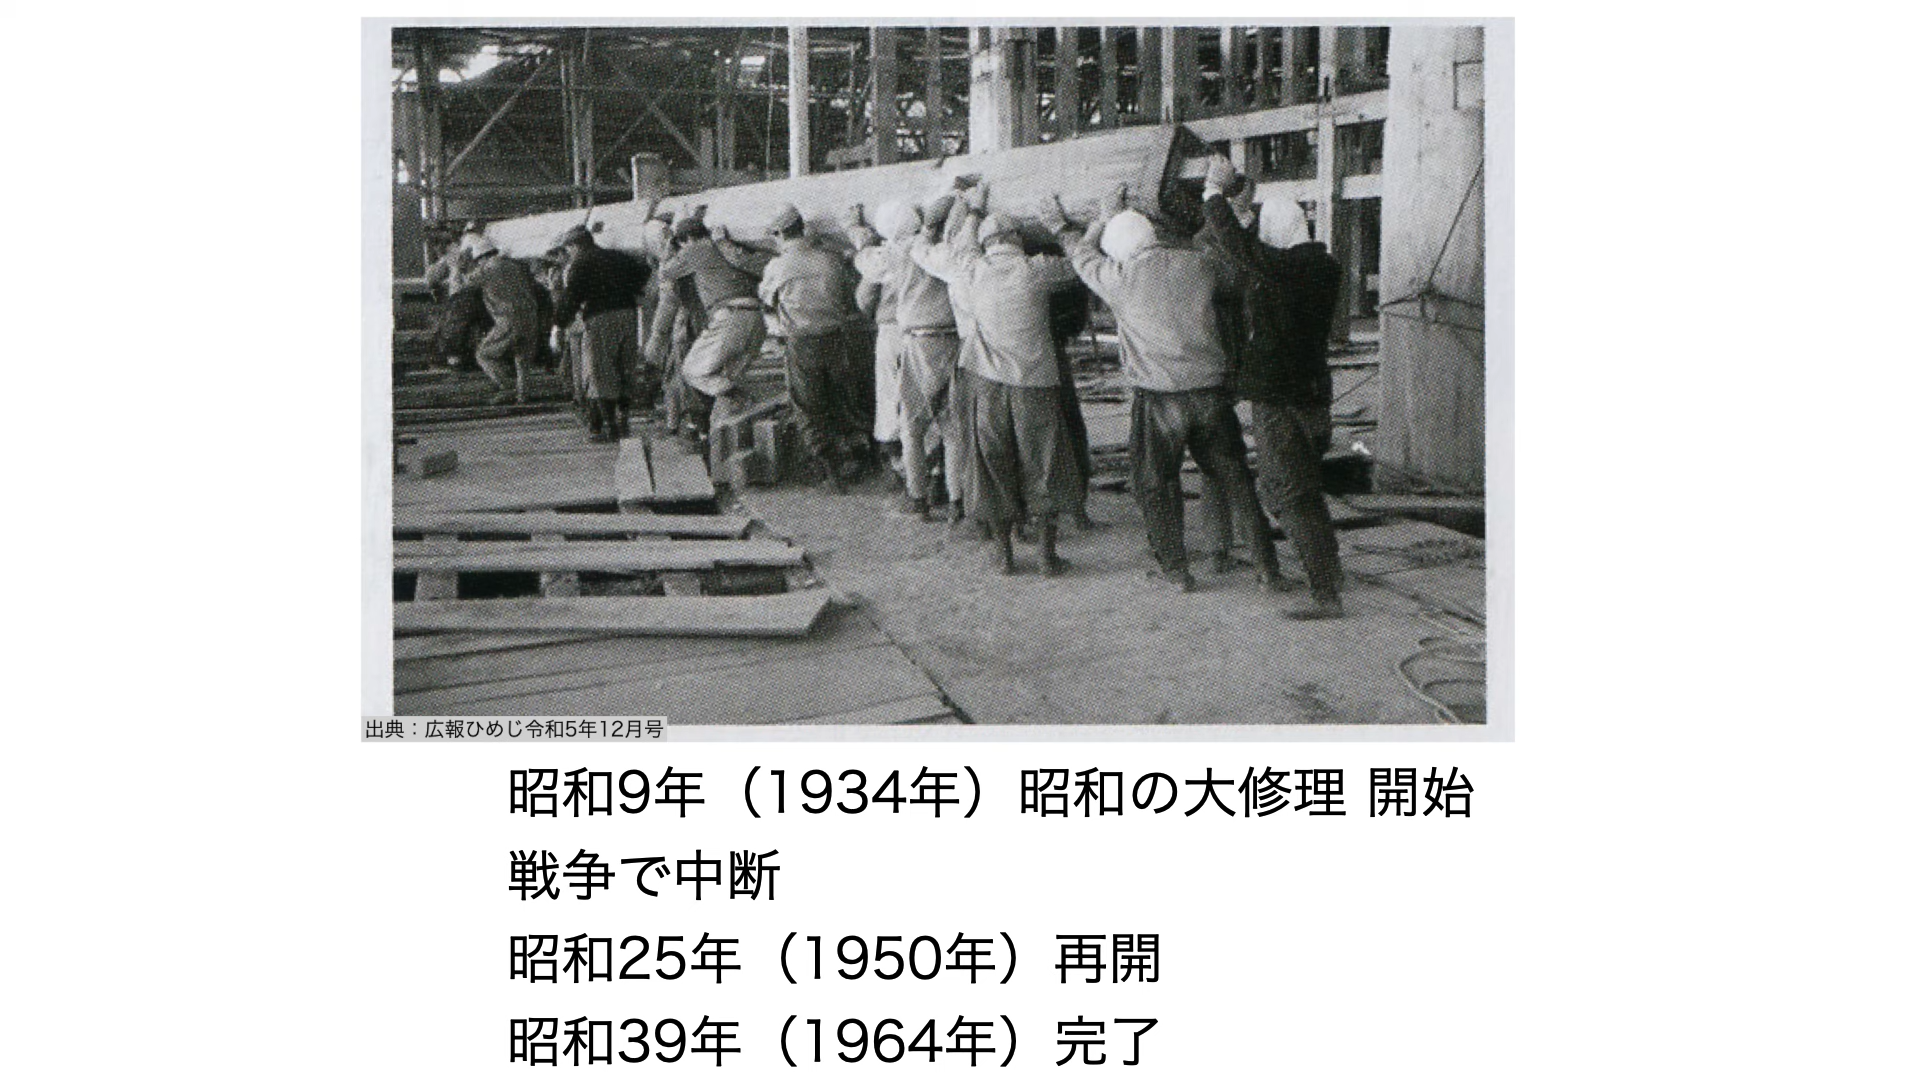 出典：広報ひめじ令和5年12月号
昭和9年（1934年）昭和の大修理 開始
戦争で中断
昭和25年（1950年）再開
昭和39年（1964年）完了